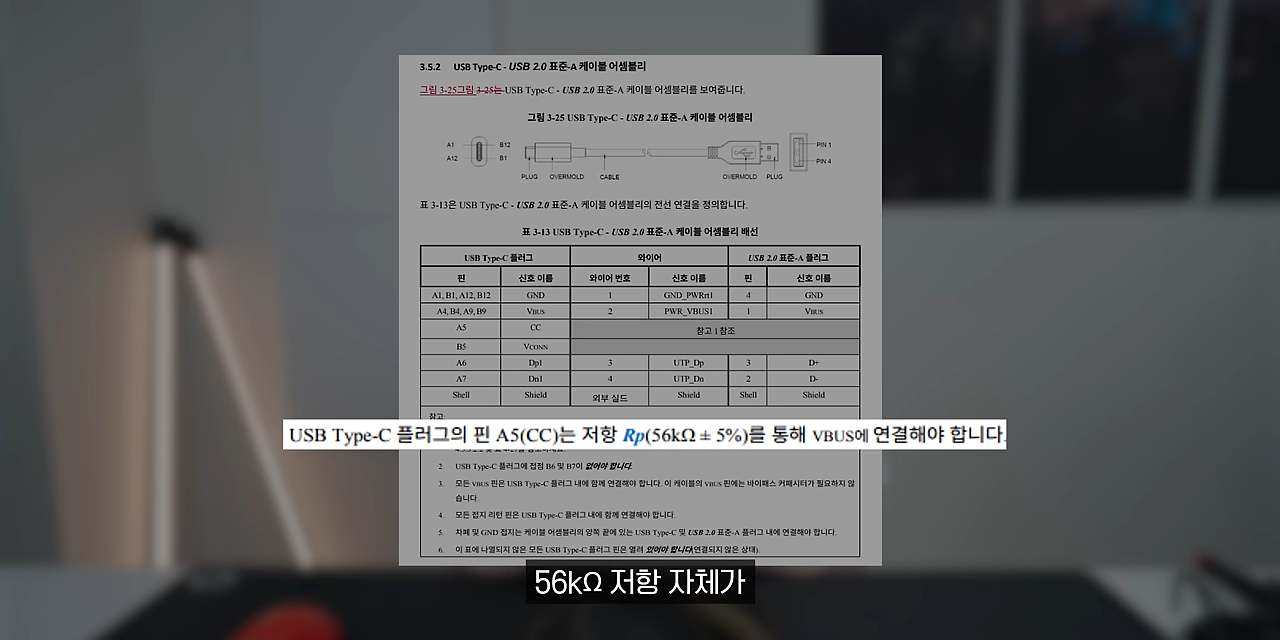 3.5.2 USB Type-C - USB 2.0 표준-A 케이블 어셈블리
그림 3-25그림 3-25는 USB Type-C - USB 2.0 표준-A 케이블 어셈블리를 보여줍니다.
그림 3-25 USB Type-C - USB 2.0 표준-A 케이블 어셈블리
A1 B12 PIN 1
A12 B1 PIN 4
PLUG OVERMOLD CABLE OVERMOLD PLUG
표 3-13은 USB Type-C - USB 2.0 표준-A 케이블 어셈블리의 전선 연결을 정의합니다.
표 3-13 USB Type-C - USB 2.0 표준-A 케이블 어셈블리 배선
USB Type-C 플러그 와이어 USB 2.0 표준-A 플러그
핀 신호 이름 와이어 번호 신호 이름 핀 신호 이름
A1, B1, A12, B12 GND 1 GND_PWRrt1 4 GND
A4, B4, A9, B9 VBUS 2 PWR_VBUS1 1 VBUS
A5 CC 참고 1 참조
B5 VCONN
A6 Dp1 3 UTP_Dp 3 D+
A7 Dn1 4 UTP_Dn 2 D-
Shell Shield 외부 실드 Shield Shell Shield
참고:
USB Type-C 플러그의 핀 A5(CC)는 저항 Rp(56kΩ ± 5%)를 통해 VBUS에 연결해야 합니다.
2. USB Type-C 플러그에 접점 B6 및 B7이 없어야 합니다.
3. 모든 VBUS 핀은 USB Type-C 플러그 내에 함께 연결해야 합니다. 이 케이블의 VBUS 핀에는 바이패스 커패시터가 필요하지 않
습니다.
4. 모든 접지 리턴 핀은 USB Type-C 플러그 내에 함께 연결해야 합니다.
5. 차폐 및 GND 접지는 케이블 어셈블리의 양쪽 끝에 있는 USB Type-C 및 USB 2.0 표준-A 플러그 내에 연결해야 합니다.
6. 이 표에 나열되지 않은 모든 USB Type-C 플러그 핀은 열려 있어야 합니다(연결되지 않은 상태).
56kΩ 저항 자체가